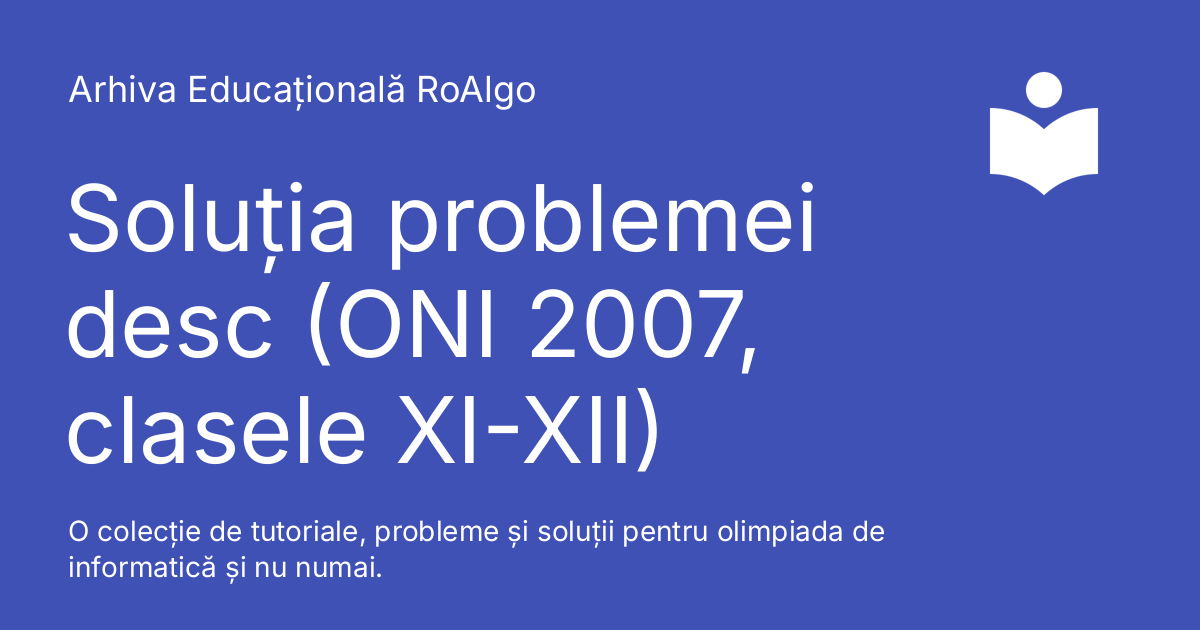 Arhiva Educațională RoAlgo
Soluția problemei
desc (ONI 2007,
clasele XI-XII)
O colecție de tutoriale, probleme și soluții pentru olimpiada de
informatică și nu numai.